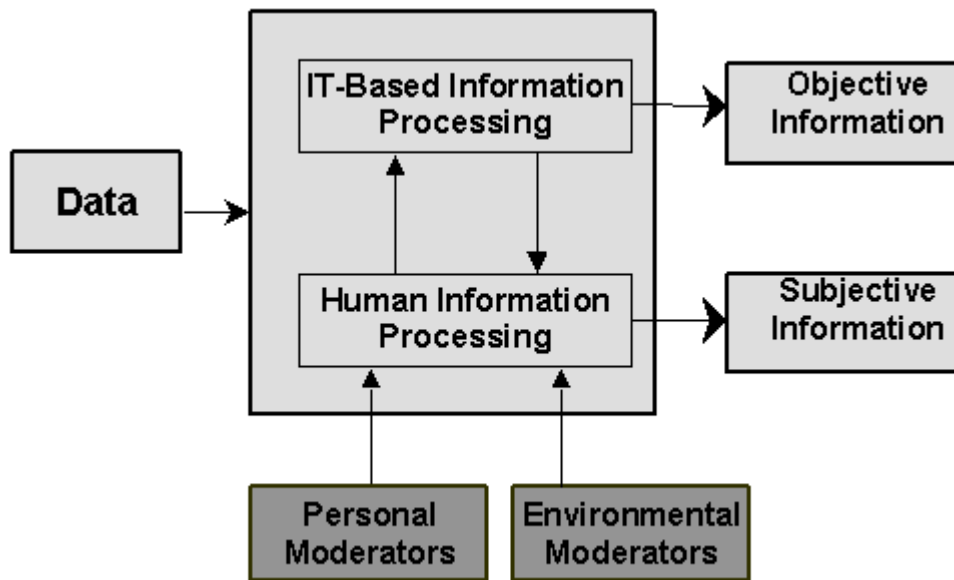 IT-Based Information
Processing
Objective
Information
Data
Human Information
Processing
Subjective
Information
Personal
Moderators
Environmental
Moderators